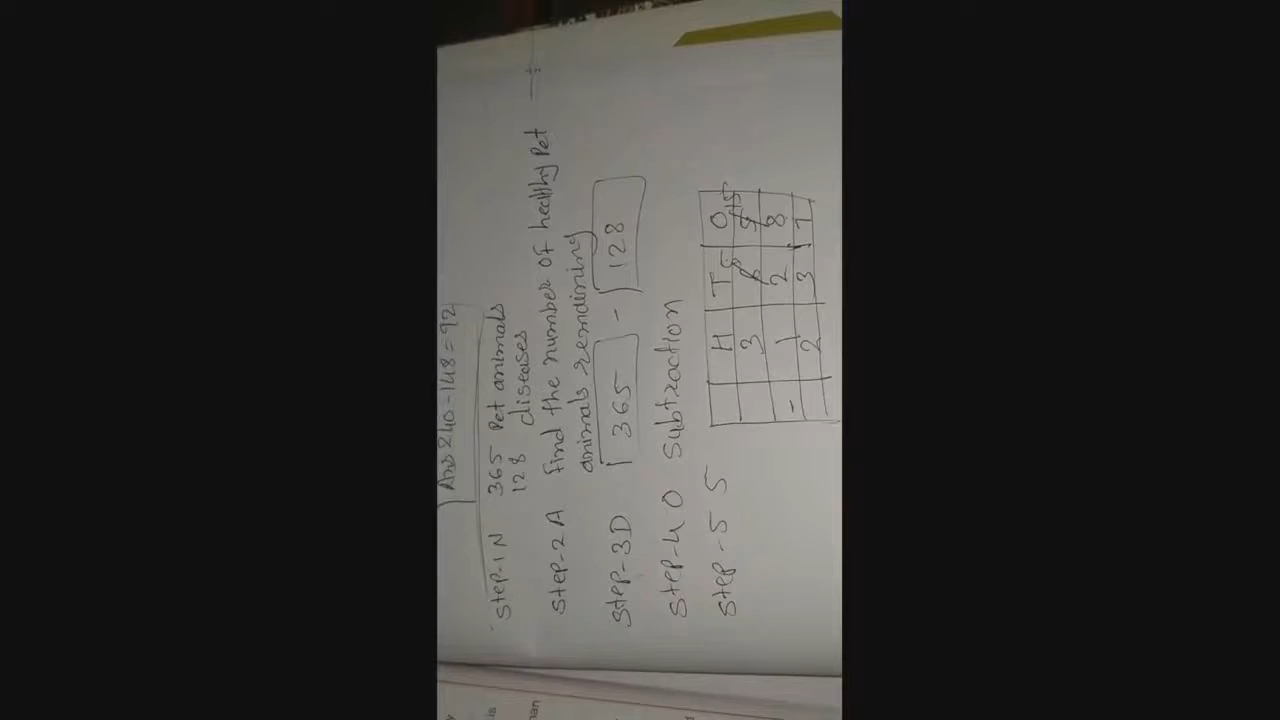 Ans 240-148=92
Step-1 N 365 Pet animals
128 diseases
Step-2 A find the number of healthy Pet
animals remaining
Step-3D 365 - 128
Step-4 O Subtraction
Step-5 S
H T O
3 6 5 15
- 1 2 8
2 3 7